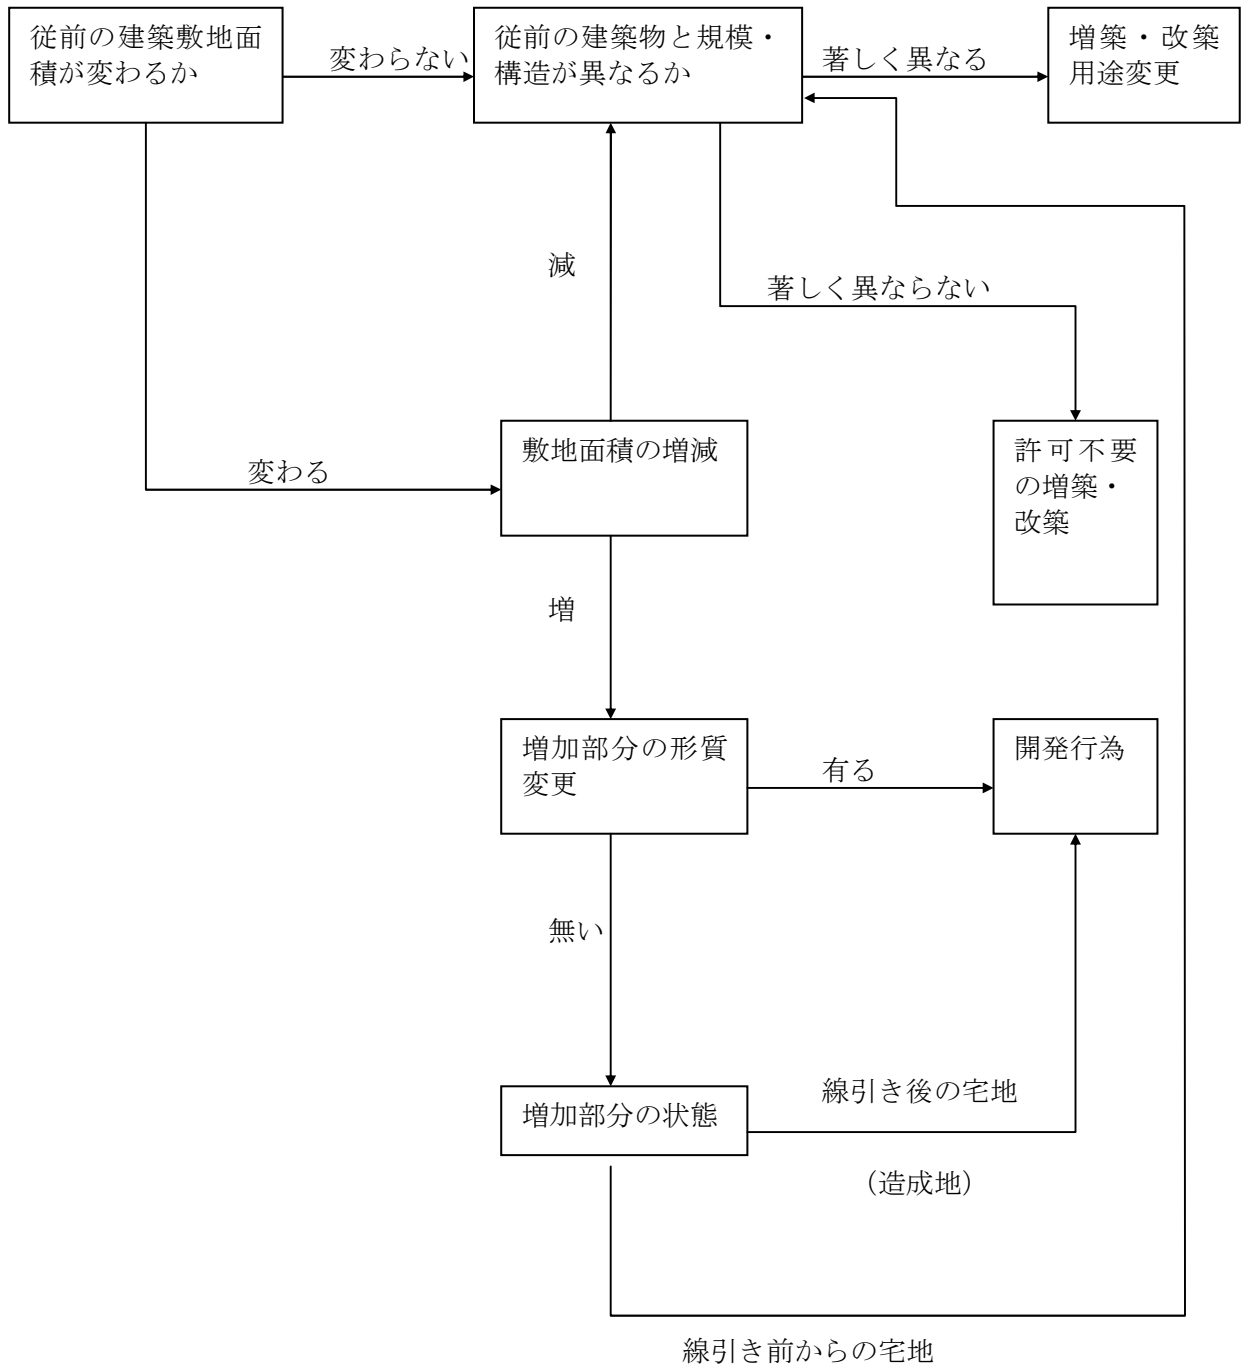 従前の建築敷地面
積が変わるか
変わらない
従前の建築物と規模・
構造が異なるか
著しく異なる
増築・改築
用途変更
減
著しく異ならない
変わる
敷地面積の増減
許可不要
の増築・
改築
増
増加部分の形質
変更
有る
開発行為
無い
増加部分の状態
線引き後の宅地
（造成地）
線引き前からの宅地